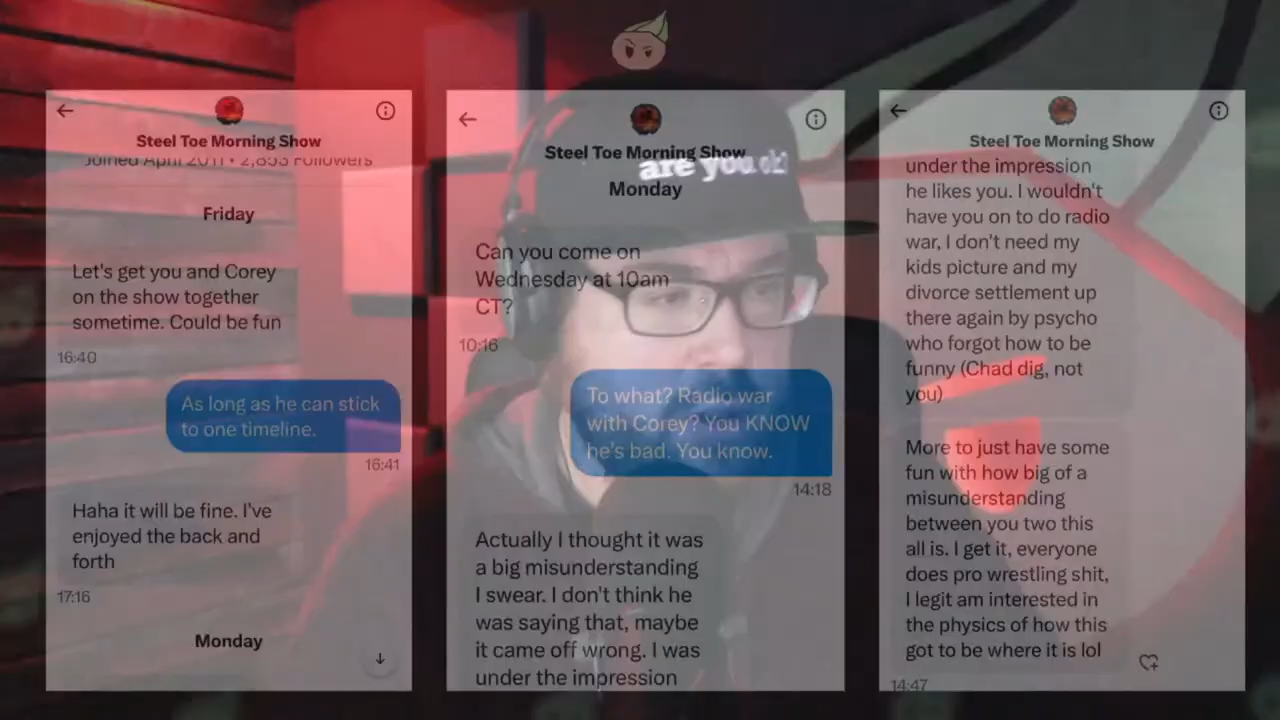 Steel Toe Morning Show
Joined April 2011 • 2,853 Followers
Friday
Let's get you and Corey
on the show together
sometime. Could be fun
16:40
As long as he can stick
to one timeline.
16:41
Haha it will be fine. I've
enjoyed the back and
forth
17:16
Monday
Steel Toe Morning Show
are you ok?
Monday
Can you come on
Wednesday at 10am
CT?
10:16
To what? Radio war
with Corey? You KNOW
he's bad. You know.
14:18
Actually I thought it was
a big misunderstanding
I swear. I don't think he
was saying that, maybe
it came off wrong. I was
under the impression
Steel Toe Morning Show
under the impression
he likes you. I wouldn't
have you on to do radio
war, I don't need my
kids picture and my
divorce settlement up
there again by psycho
who forgot how to be
funny (Chad dig, not
you)
More to just have some
fun with how big of a
misunderstanding
between you two this
all is. I get it, everyone
does pro wrestling shit,
I legit am interested in
the physics of how this
got to be where it is lol
14:47